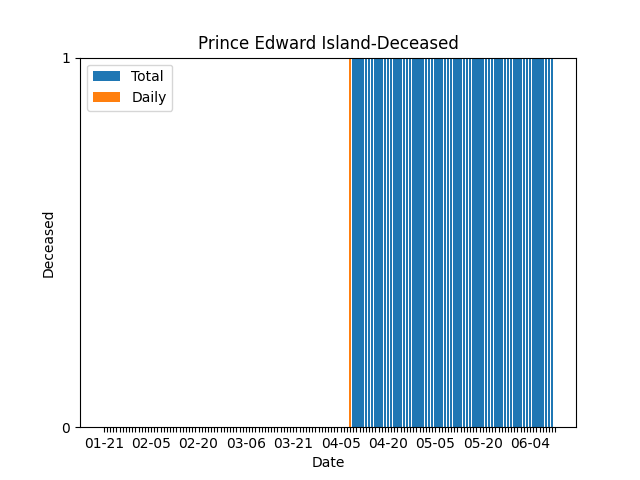 Prince Edward Island-Deceased
1
Total
Daily
Deceased
0
01-21 02-05 02-20 03-06 03-21 04-05 04-20 05-05 05-20 06-04
Date